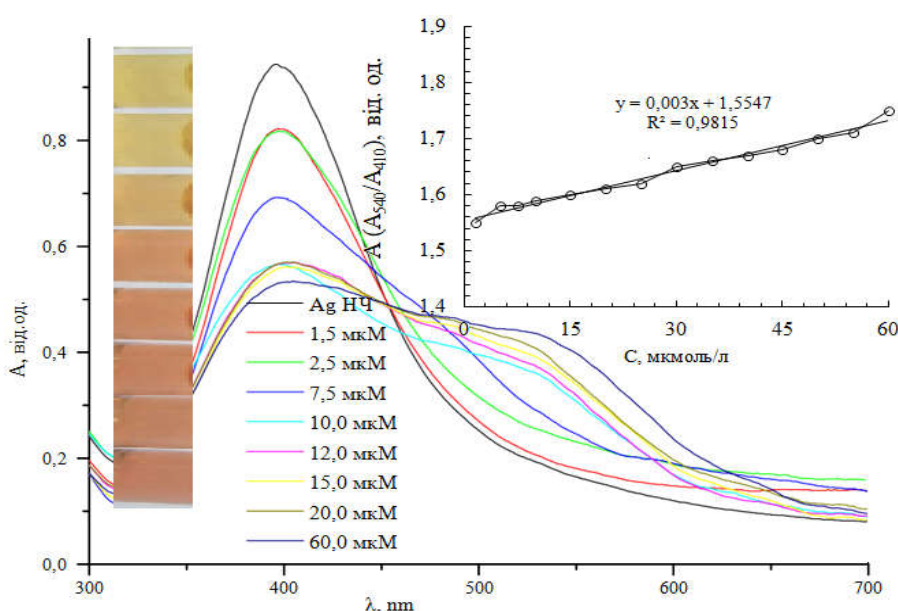 0,8
0,6
0,4
0,2
0,0
A, від.од.
300
400
500
600
700
λ, nm
Ag НЧ
1,5 мкМ
2,5 мкМ
7,5 мкМ
10,0 мкМ
12,0 мкМ
15,0 мкМ
20,0 мкМ
60,0 мкМ
A (A540/A410), від. од.
1,9
1,8
1,7
1,6
1,5
1,4
y = 0,003x + 1,5547
R² = 0,9815
0
15
30
45
60
С, мкмоль/л